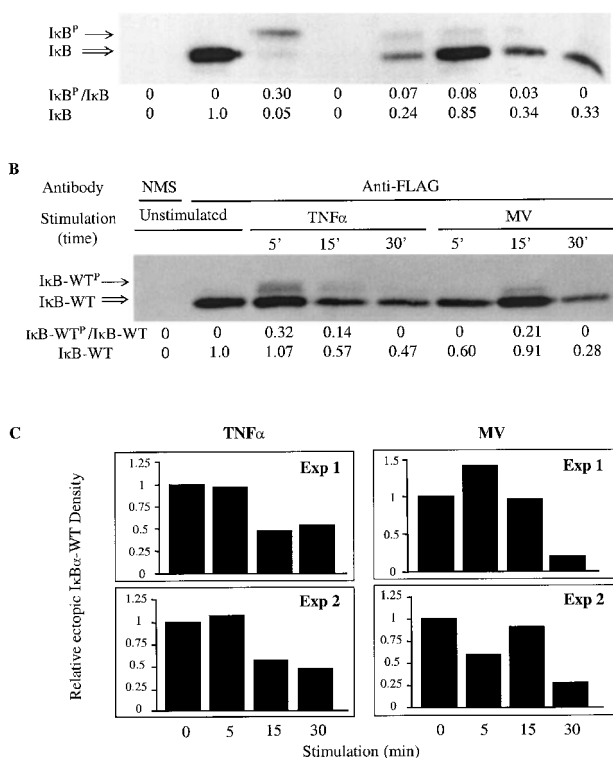 IκBᴾ
IκB
IκBᴾ/IκB 0 0 0.30 0 0.07 0.08 0.03 0
IκB 0 1.0 0.05 0 0.24 0.85 0.34 0.33
B
Antibody NMS Anti-FLAG
Stimulation Unstimulated TNFα MV
(time) 5' 15' 30' 5' 15' 30'
IκB-WTᴾ
IκB-WT
IκB-WTᴾ/IκB-WT 0 0 0.32 0.14 0 0 0.21 0
IκB-WT 0 1.0 1.07 0.57 0.47 0.60 0.91 0.28
C TNFα MV
Relative ectopic IκBα-WT Density
1.25 Exp 1 1.5 Exp 1
1
0.75 1
0.5 0.5
0.25
0 0
1.25 Exp 2 1.25 Exp 2
1 1
0.75 0.75
0.5 0.5
0.25 0.25
0 0
0 5 15 30 0 5 15 30
Stimulation (min)